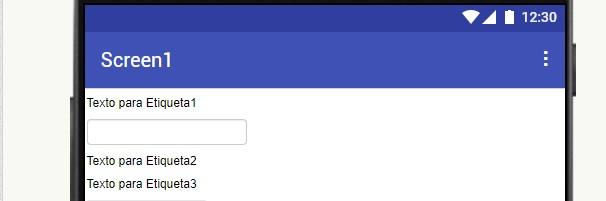 12:30
Screen1
Texto para Etiqueta1
Texto para Etiqueta2
Texto para Etiqueta3